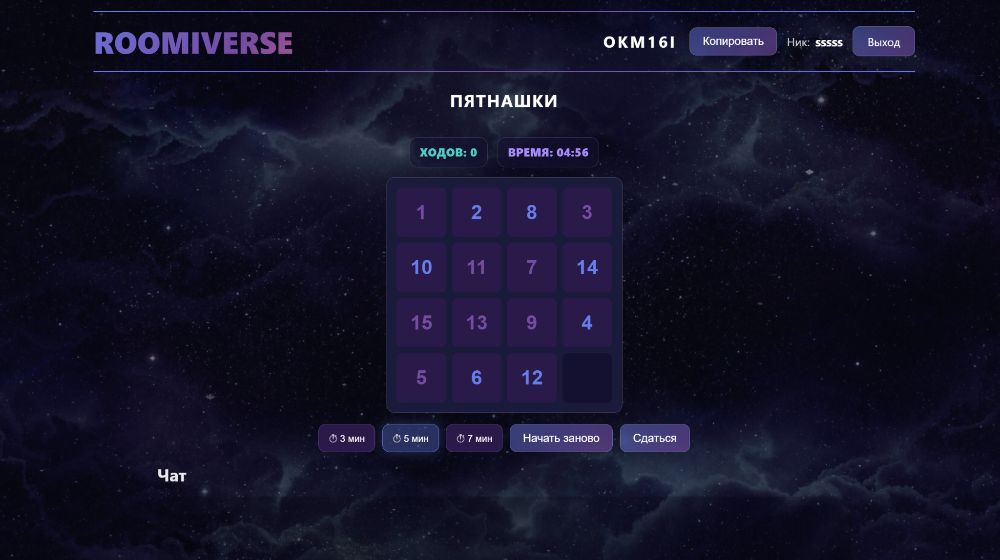 ROOMIVERSE
OKM16I Копировать Ник: sssss Выход
ПЯТНАШКИ
ХОДОВ: 0 ВРЕМЯ: 04:56
1 2 8 3
10 11 7 14
15 13 9 4
5 6 12
⏱ 3 мин ⏱ 5 мин ⏱ 7 мин Начать заново Сдаться
Чат